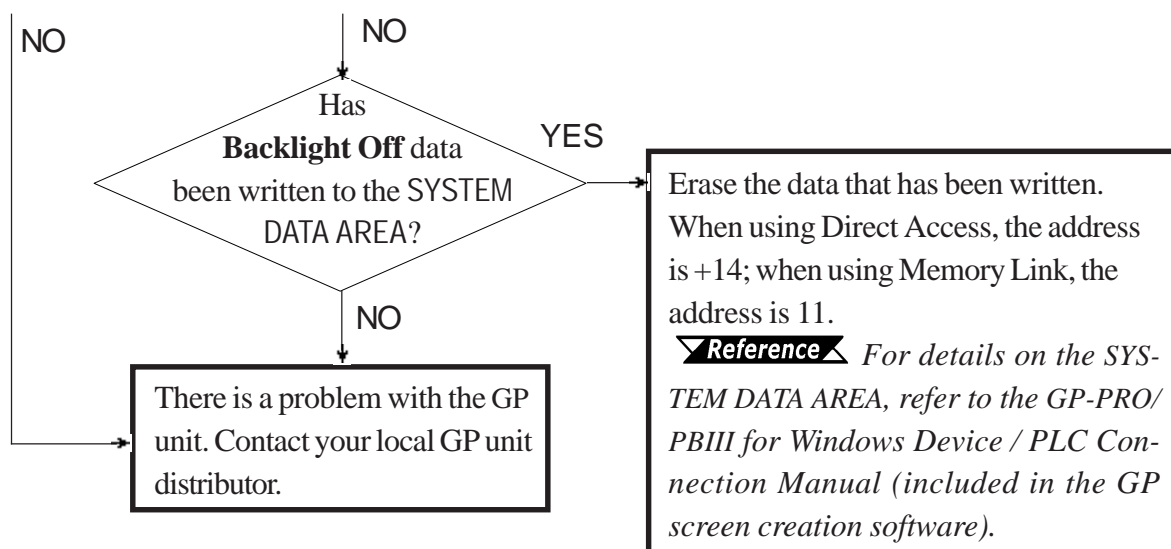 NO
NO
Has
Backlight Off data
been written to the SYSTEM
DATA AREA?
YES
Erase the data that has been written.
When using Direct Access, the address
is +14; when using Memory Link, the
address is 11.
Reference For details on the SYS-
TEM DATA AREA, refer to the GP-PRO/
PBIII for Windows Device / PLC Con-
nection Manual (included in the GP
screen creation software).
NO
There is a problem with the GP
unit. Contact your local GP unit
distributor.